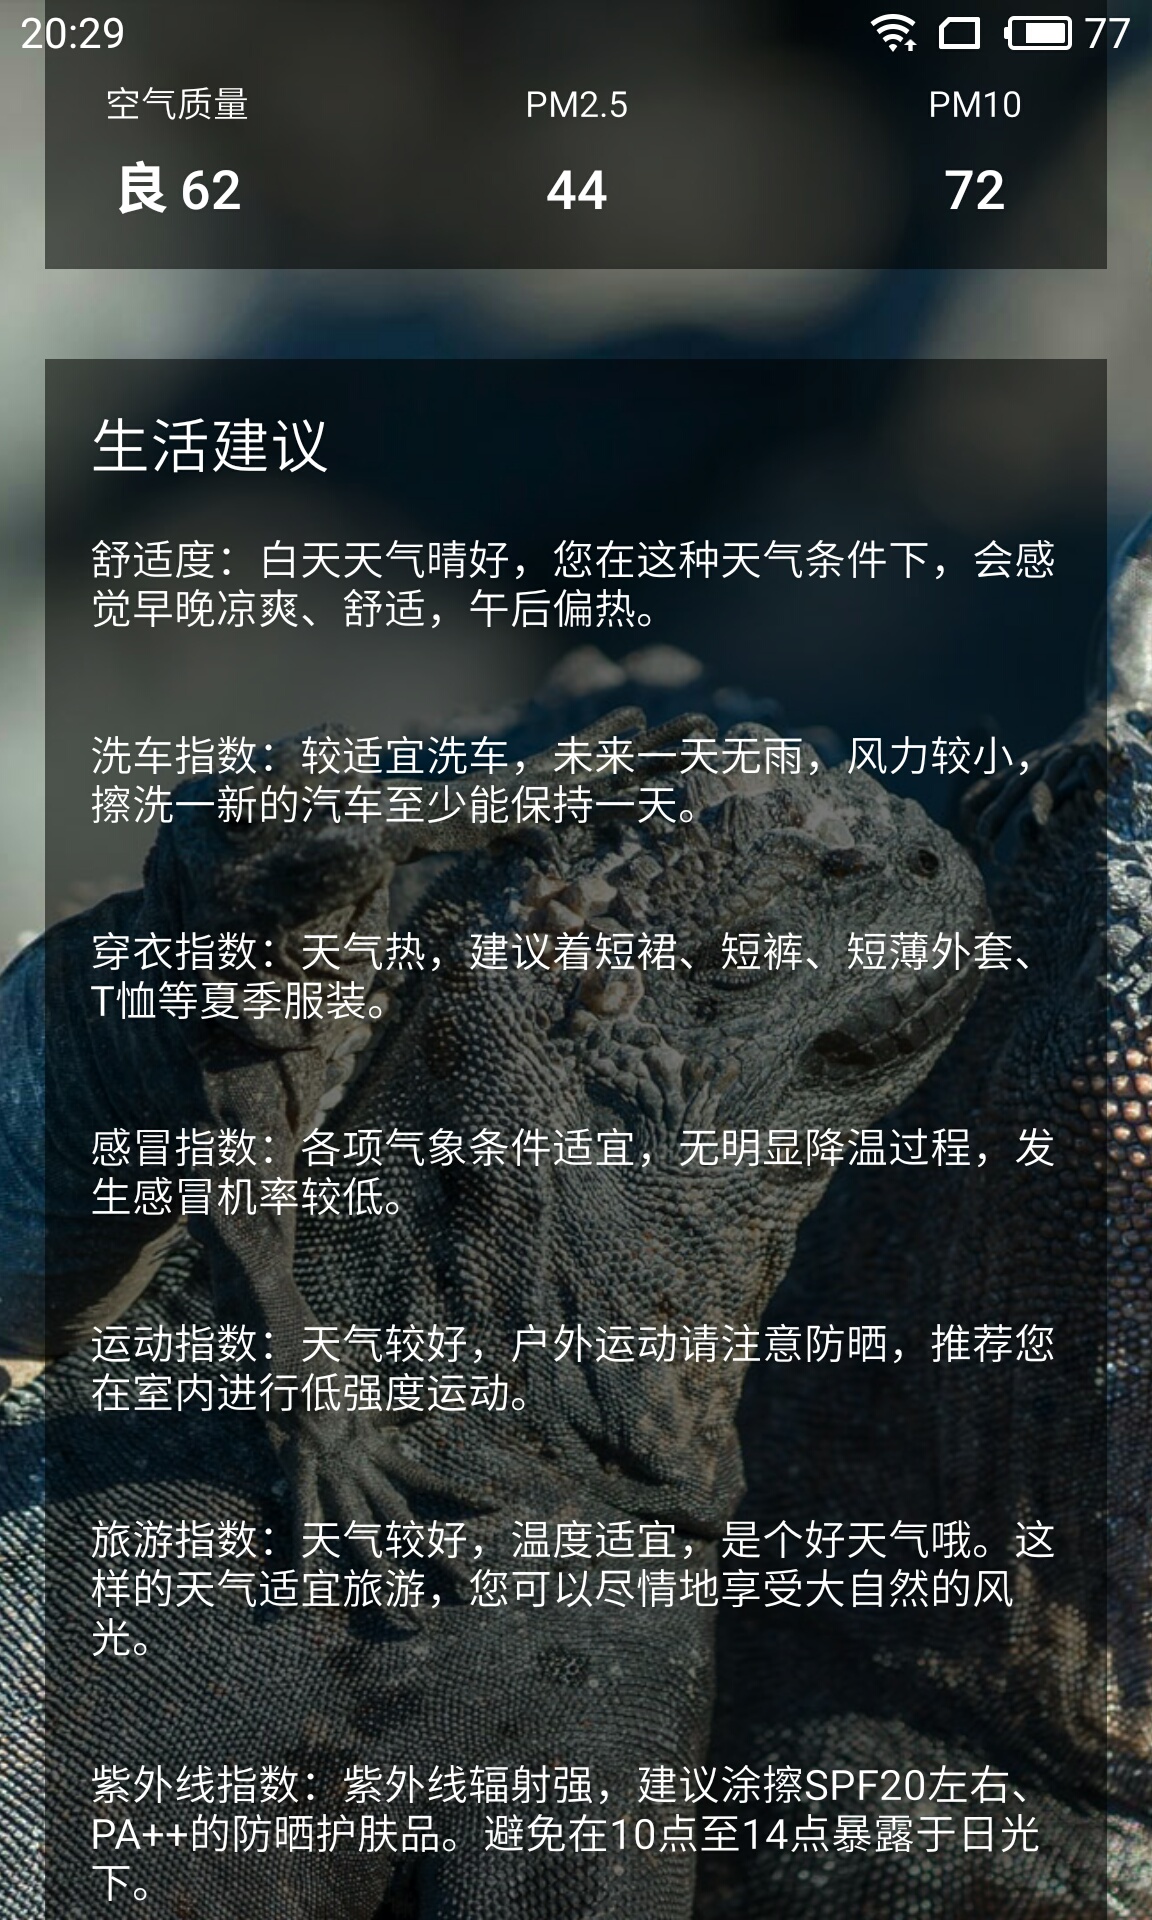 20:29 77
空气质量 PM2.5 PM10
良 62 44 72
生活建议
舒适度：白天天气晴好，您在这种天气条件下，会感
觉早晚凉爽、舒适，午后偏热。
洗车指数：较适宜洗车，未来一天无雨，风力较小，
擦洗一新的汽车至少能保持一天。
穿衣指数：天气热，建议着短裙、短裤、短薄外套、
T恤等夏季服装。
感冒指数：各项气象条件适宜，无明显降温过程，发
生感冒机率较低。
运动指数：天气较好，户外运动请注意防晒，推荐您
在室内进行低强度运动。
旅游指数：天气较好，温度适宜，是个好天气哦。这
样的天气适宜旅游，您可以尽情地享受大自然的风
光。
紫外线指数：紫外线辐射强，建议涂擦SPF20左右、
PA++的防晒护肤品。避免在10点至14点暴露于日光
下。